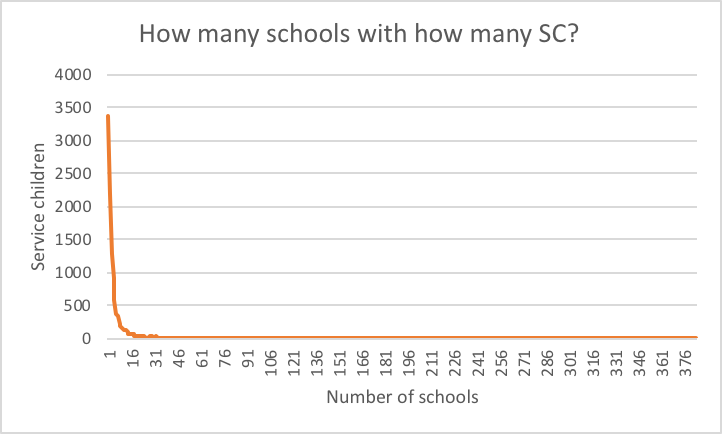 How many schools with how many SC?
4000
3500
3000
2500
2000
1500
1000
500
0
Service children
1 16 31 46 61 76 91 106 121 136 151 166 181 196 211 226 241 256 271 286 301 316 331 346 361 376
Number of schools